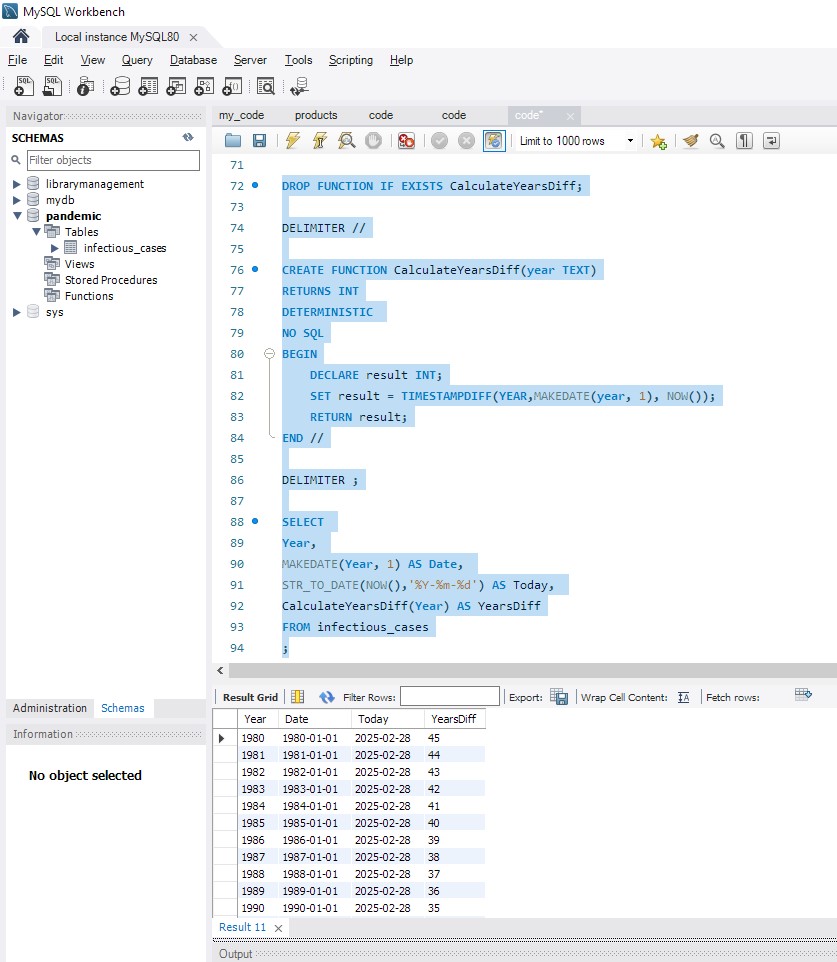 MySQL Workbench
Local instance MySQL80
File Edit View Query Database Server Tools Scripting Help
Navigator
SCHEMAS
Filter objects
librarymanagement
mydb
pandemic
Tables
infectious_cases
Views
Stored Procedures
Functions
sys
Administration Schemas
Information
No object selected
my_code products code code code*
Limit to 1000 rows
71
72 DROP FUNCTION IF EXISTS CalculateYearsDiff;
73
74 DELIMITER //
75
76 CREATE FUNCTION CalculateYearsDiff(year TEXT)
77 RETURNS INT
78 DETERMINISTIC
79 NO SQL
80 BEGIN
81 DECLARE result INT;
82 SET result = TIMESTAMPDIFF(YEAR,MAKEDATE(year, 1), NOW());
83 RETURN result;
84 END //
85
86 DELIMITER ;
87
88 SELECT
89 Year,
90 MAKEDATE(Year, 1) AS Date,
91 STR_TO_DATE(NOW(),'%Y-%m-%d') AS Today,
92 CalculateYearsDiff(Year) AS YearsDiff
93 FROM infectious_cases
94 ;
Result Grid Filter Rows: Export: Wrap Cell Content: Fetch rows:
Year Date Today YearsDiff
1980 1980-01-01 2025-02-28 45
1981 1981-01-01 2025-02-28 44
1982 1982-01-01 2025-02-28 43
1983 1983-01-01 2025-02-28 42
1984 1984-01-01 2025-02-28 41
1985 1985-01-01 2025-02-28 40
1986 1986-01-01 2025-02-28 39
1987 1987-01-01 2025-02-28 38
1988 1988-01-01 2025-02-28 37
1989 1989-01-01 2025-02-28 36
1990 1990-01-01 2025-02-28 35
Result 11
Output